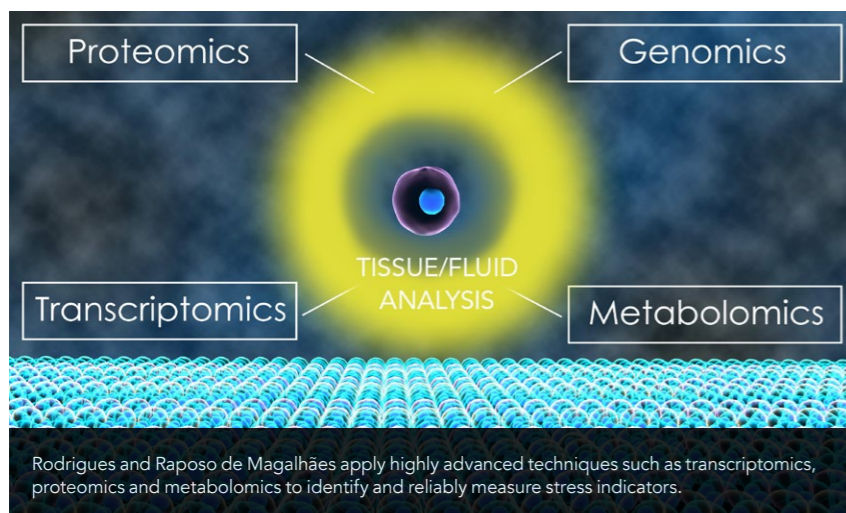 Proteomics
Genomics
TISSUE/FLUID
ANALYSIS
Transcriptomics
Metabolomics
Rodrigues and Raposo de Magalhães apply highly advanced techniques such as transcriptomics,
proteomics and metabolomics to identify and reliably measure stress indicators.